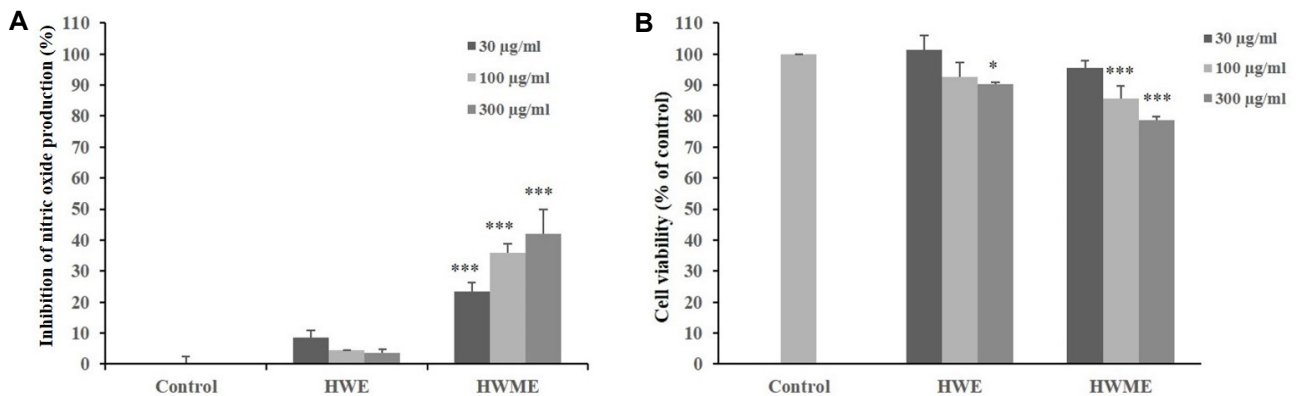 A
Inhibition of nitric oxide production (%)
110
100
90
80
70
60
50
40
30
20
10
0
30 µg/ml
100 µg/ml
300 µg/ml
***
***
***
Control HWE HWME
B
Cell viability (% of control)
110
100
90
80
70
60
50
40
30
20
10
0
30 µg/ml
100 µg/ml
300 µg/ml
*
***
***
Control HWE HWME